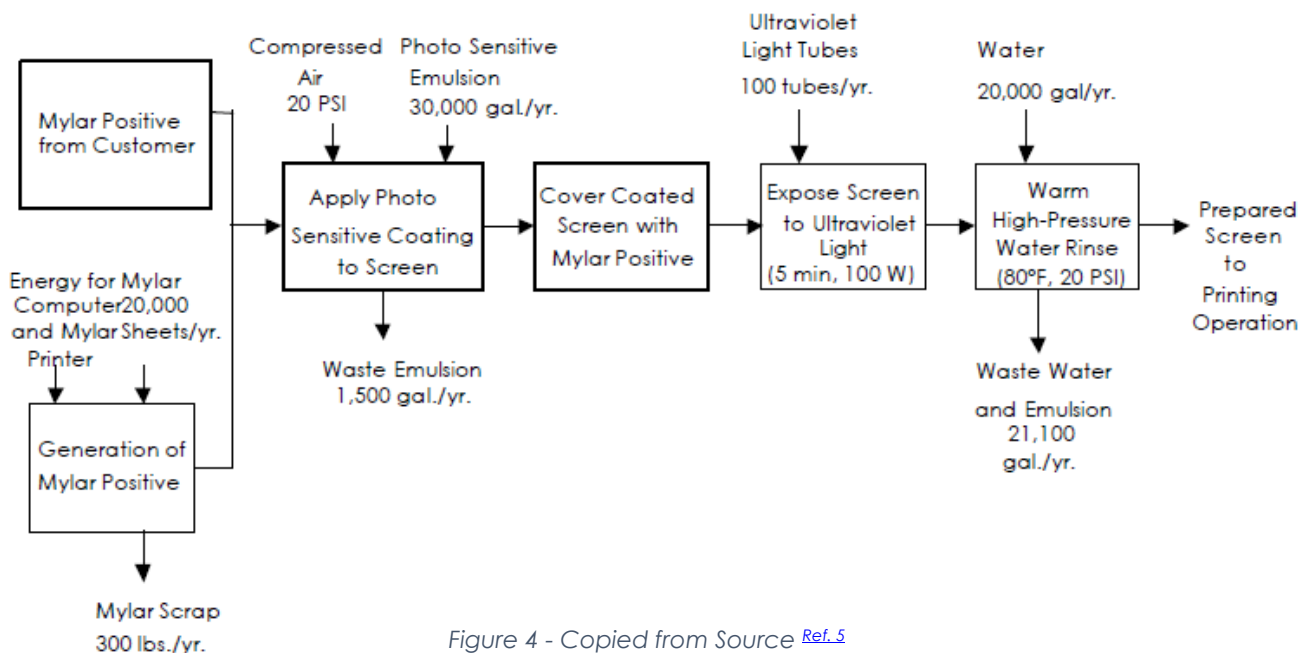 Mylar Positive
from Customer
Compressed
Air
20 PSI
Photo Sensitive
Emulsion
30,000 gal./yr.
Apply Photo
Sensitive Coating
to Screen
Waste Emulsion
1,500 gal./yr.
Cover Coated
Screen with
Mylar Positive
Ultraviolet
Light Tubes
100 tubes/yr.
Expose Screen
to Ultraviolet
Light
(5 min, 100 W)
Water
20,000 gal/yr.
Warm
High-Pressure
Water Rinse
(80ºF, 20 PSI)
Waste Water
and Emulsion
21,100
gal./yr.
Prepared
Screen
to
Printing
Operation
Energy for Mylar
Computer20,000
and Mylar Sheets/yr.
Printer
Generation of
Mylar Positive
Mylar Scrap
300 lbs./yr.
Figure 4 - Copied from Source Ref. 5